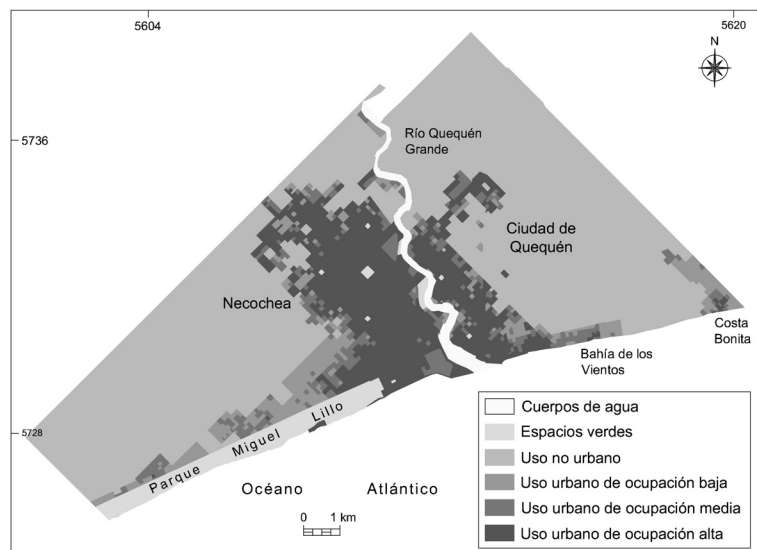 5604
5620
N
5736
Río Quequén
Grande
Ciudad de
Quequén
Necochea
Costa
Bonita
Bahía de los
Vientos
Cuerpos de agua
Espacios verdes
5728
Parque Miguel Lillo
Uso no urbano
Uso urbano de ocupación baja
Océano Atlántico
Uso urbano de ocupación media
0 1 km
Uso urbano de ocupación alta